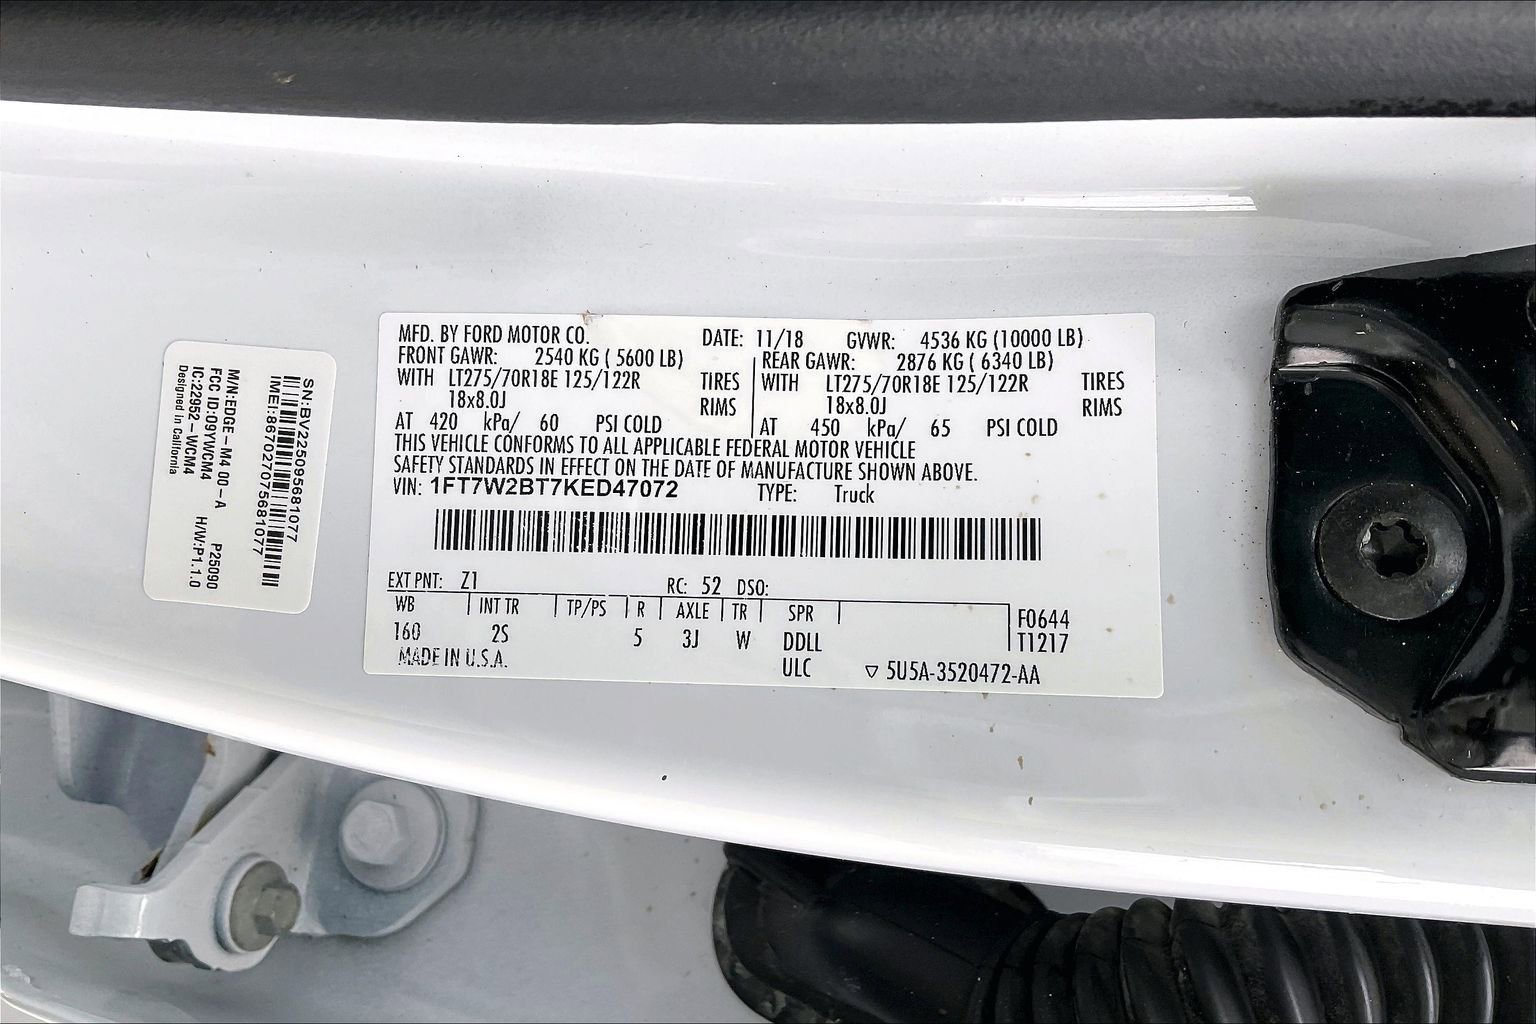 SN:BV225095681077
IMEI:867027075681077
M/N:EDGE-M4 00-A P25090
FCC ID:O9YWCM4 H/W:P1.1.0
IC:22952-WCM4
Designed in California
MFD. BY FORD MOTOR CO. DATE: 11/18 GVWR: 4536 KG (10000 LB)
FRONT GAWR: 2540 KG ( 5600 LB) REAR GAWR: 2876 KG ( 6340 LB)
WITH LT275/70R18E 125/122R TIRES WITH LT275/70R18E 125/122R TIRES
18x8.0J RIMS 18x8.0J RIMS
AT 420 kPa/ 60 PSI COLD AT 450 kPa/ 65 PSI COLD
THIS VEHICLE CONFORMS TO ALL APPLICABLE FEDERAL MOTOR VEHICLE
SAFETY STANDARDS IN EFFECT ON THE DATE OF MANUFACTURE SHOWN ABOVE.
VIN: 1FT7W2BT7KED47072 TYPE: Truck
EXT PNT: Z1 RC: 52 DSO:
WB INT TR TP/PS R AXLE TR SPR F0644
160 2S 5 3J W DDLL T1217
MADE IN U.S.A. ULC ▽ 5U5A-3520472-AA